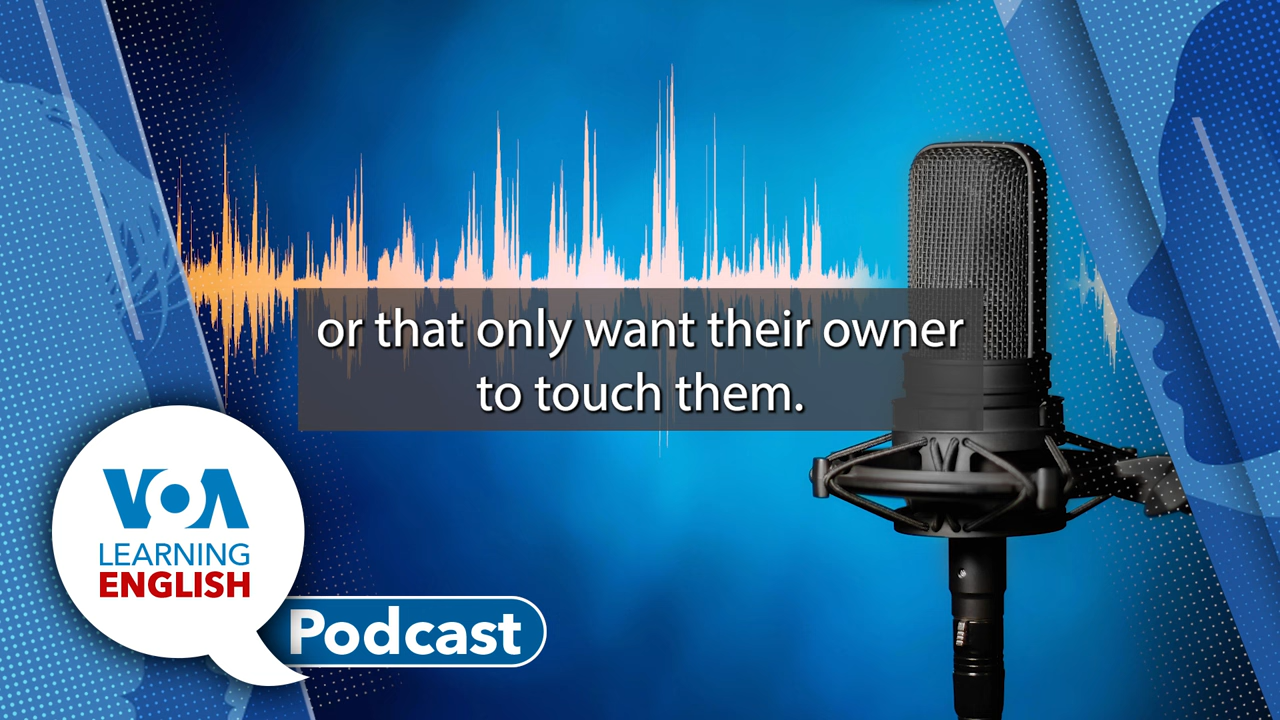 or that only want their owner
to touch them.
VOA
LEARNING
ENGLISH
Podcast